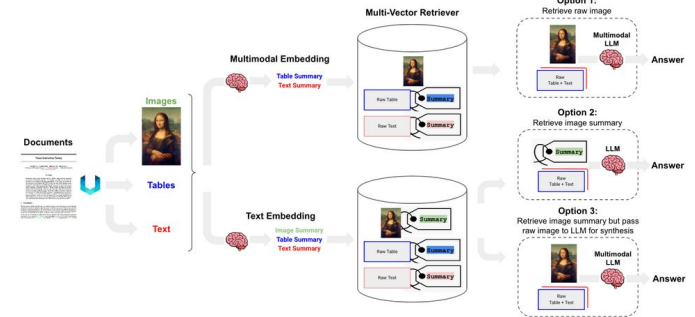 Documents
Images
Tables
Text
Multimodal Embedding
Table Summary
Text Summary
Text Embedding
Image Summary
Table Summary
Text Summary
Multi-Vector Retriever
Raw Table
Summary
Raw Text
Summary
Summary
Raw Table
Summary
Raw Text
Summary
Option 1:
Retrieve raw image
Multimodal
LLM
Raw
Table + Text
Answer
Option 2:
Retrieve image summary
Summary
LLM
Raw
Table + Text
Answer
Option 3:
Retrieve image summary but pass
raw image to LLM for synthesis
Multimodal
LLM
Raw
Table + Text
Answer